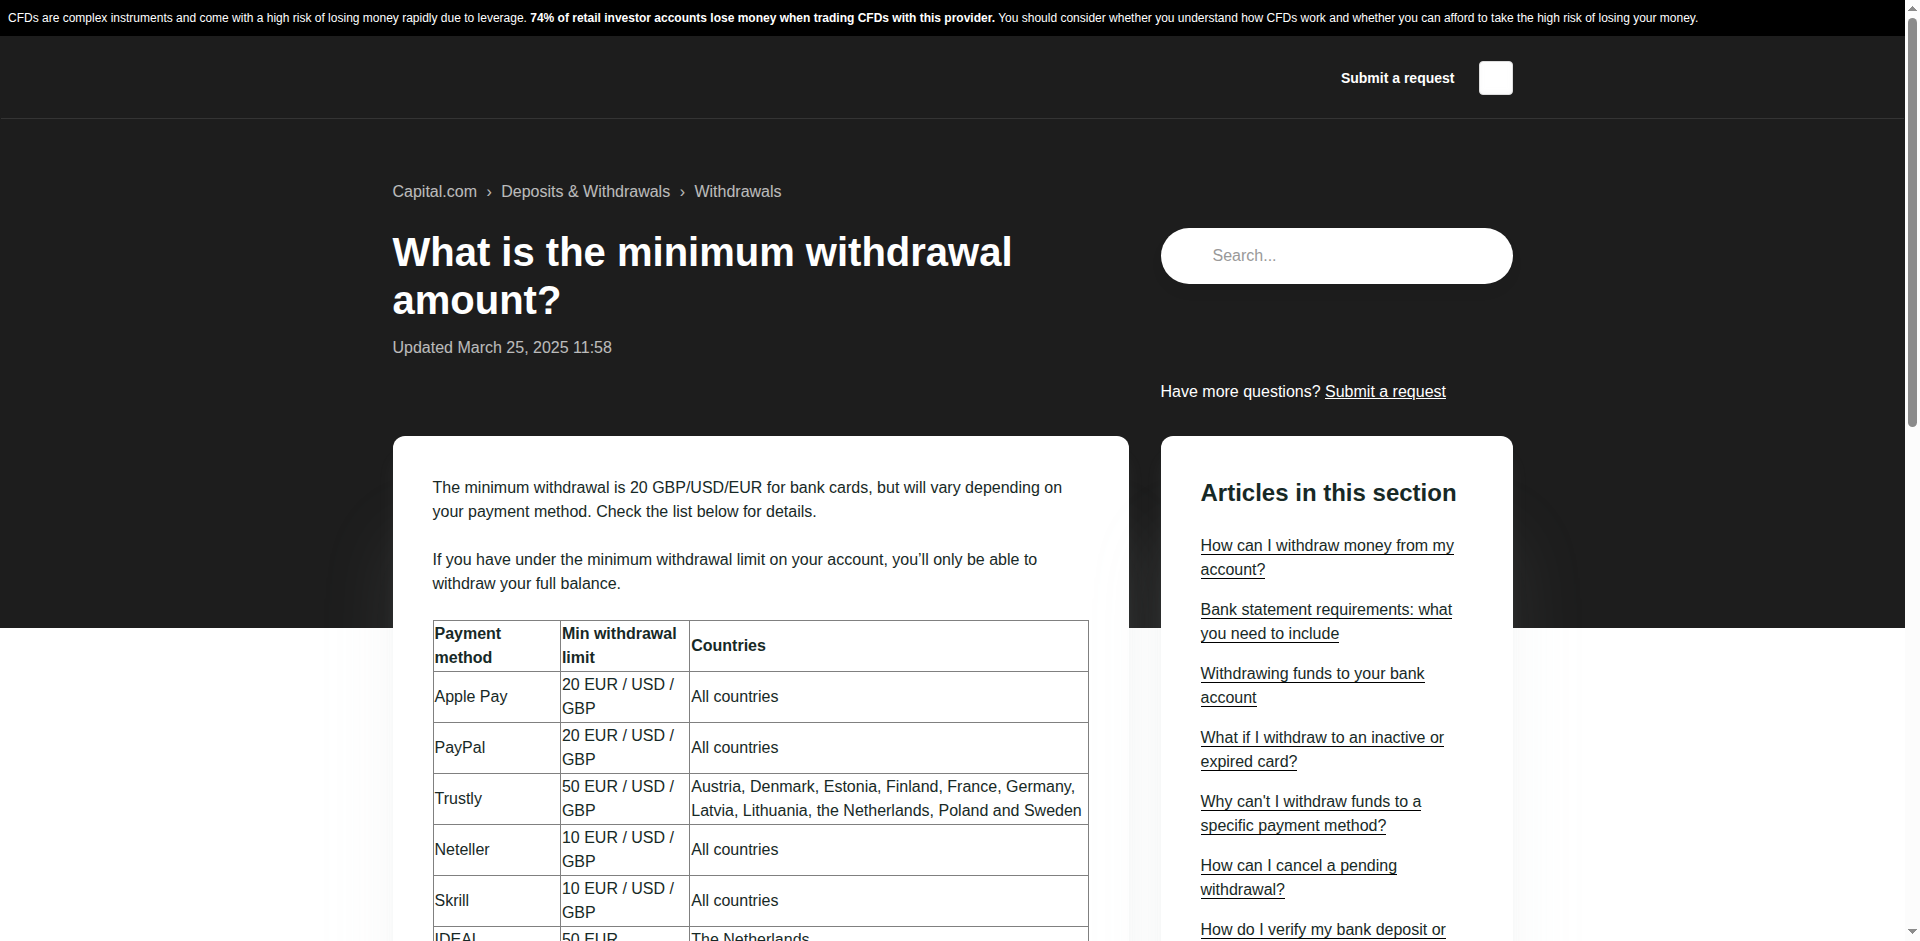 CFDs are complex instruments and come with a high risk of losing money rapidly due to leverage. 74% of retail investor accounts lose money when trading CFDs with this provider. You should consider whether you understand how CFDs work and whether you can afford to take the high risk of losing your money.
Submit a request
Capital.com › Deposits & Withdrawals › Withdrawals
What is the minimum withdrawal
amount?
Updated March 25, 2025 11:58
Search...
Have more questions? Submit a request
The minimum withdrawal is 20 GBP/USD/EUR for bank cards, but will vary depending on
your payment method. Check the list below for details.
If you have under the minimum withdrawal limit on your account, you’ll only be able to
withdraw your full balance.
Payment
method
Min withdrawal
limit
Countries
Apple Pay
20 EUR / USD /
GBP
All countries
PayPal
20 EUR / USD /
GBP
All countries
Trustly
50 EUR / USD /
GBP
Austria, Denmark, Estonia, Finland, France, Germany,
Latvia, Lithuania, the Netherlands, Poland and Sweden
Neteller
10 EUR / USD /
GBP
All countries
Skrill
10 EUR / USD /
GBP
All countries
IDEAL
50 EUR
The Netherlands
Articles in this section
How can I withdraw money from my
account?
Bank statement requirements: what
you need to include
Withdrawing funds to your bank
account
What if I withdraw to an inactive or
expired card?
Why can't I withdraw funds to a
specific payment method?
How can I cancel a pending
withdrawal?
How do I verify my bank deposit or